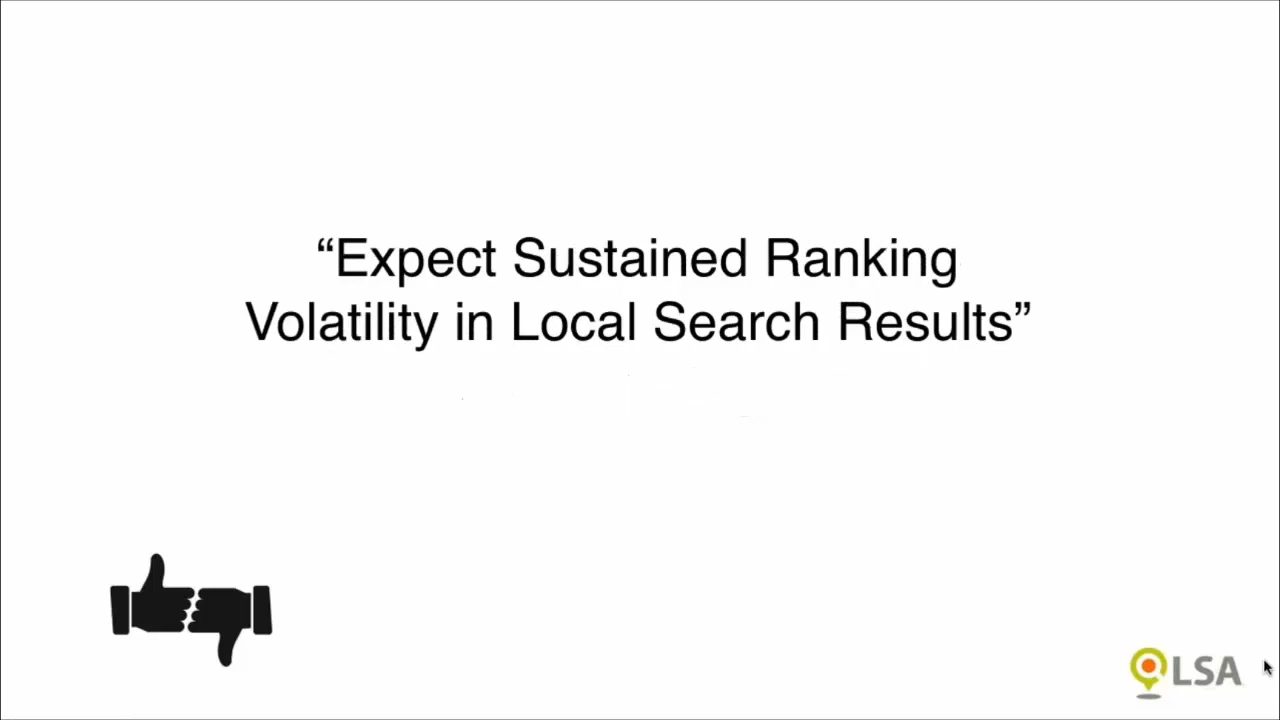 “Expect Sustained Ranking
Volatility in Local Search Results”
LSA